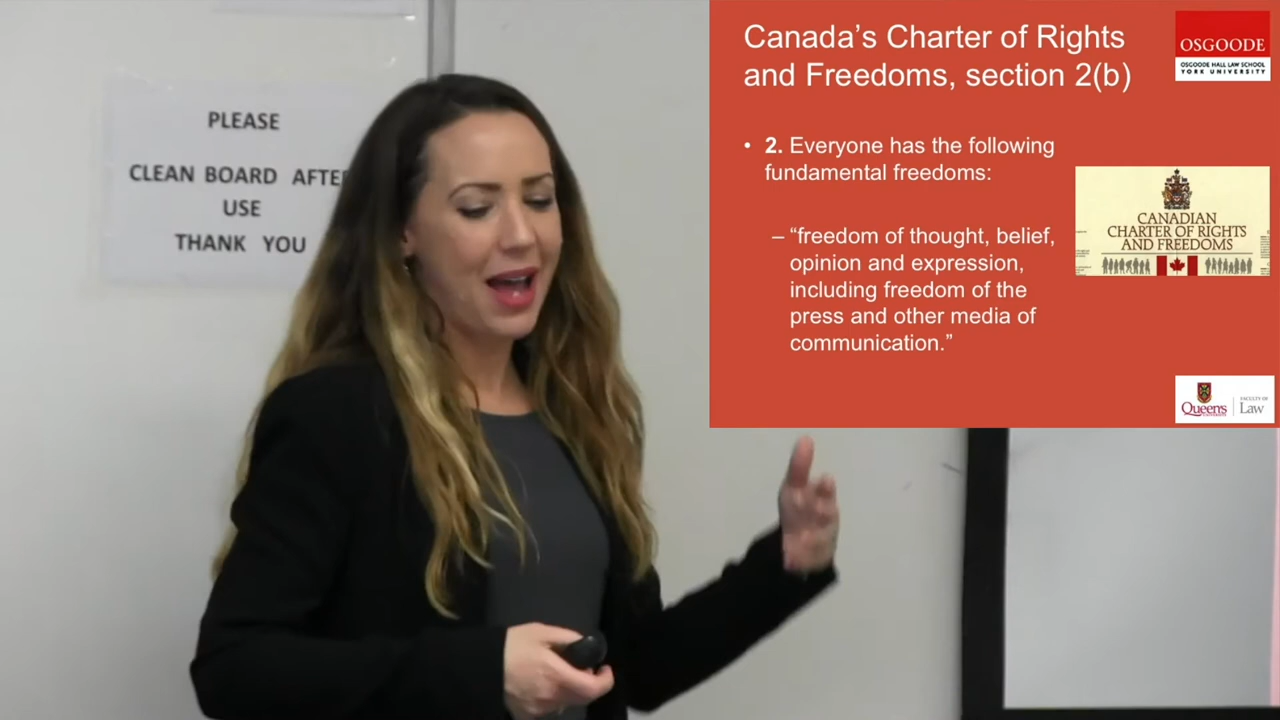 PLEASE
CLEAN BOARD AFTE
USE
THANK YOU
Canada’s Charter of Rights
and Freedoms, section 2(b)
• 2. Everyone has the following
fundamental freedoms:
– “freedom of thought, belief,
opinion and expression,
including freedom of the
press and other media of
communication.”
OSGOODE
OSGOODE HALL LAW SCHOOL
YORK UNIVERSITY
CANADIAN
CHARTER OF RIGHTS
AND FREEDOMS
Queen's
UNIVERSITY
FACULTY OF
Law